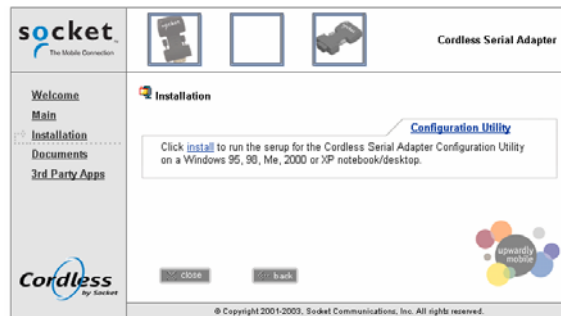 socket
The Mobile Connection
Cordless Serial Adapter
Welcome
Main
Installation
Documents
3rd Party Apps
Installation
Configuration Utility
Click install to run the serup for the Cordless Serial Adapter Configuration Utility
on a Windows 95, 98, Me, 2000 or XP notebook/desktop.
upwardly
mobile
Cordless
by Socket
close
back
© Copyright 2001-2003, Socket Communications, Inc. All rights reserved.